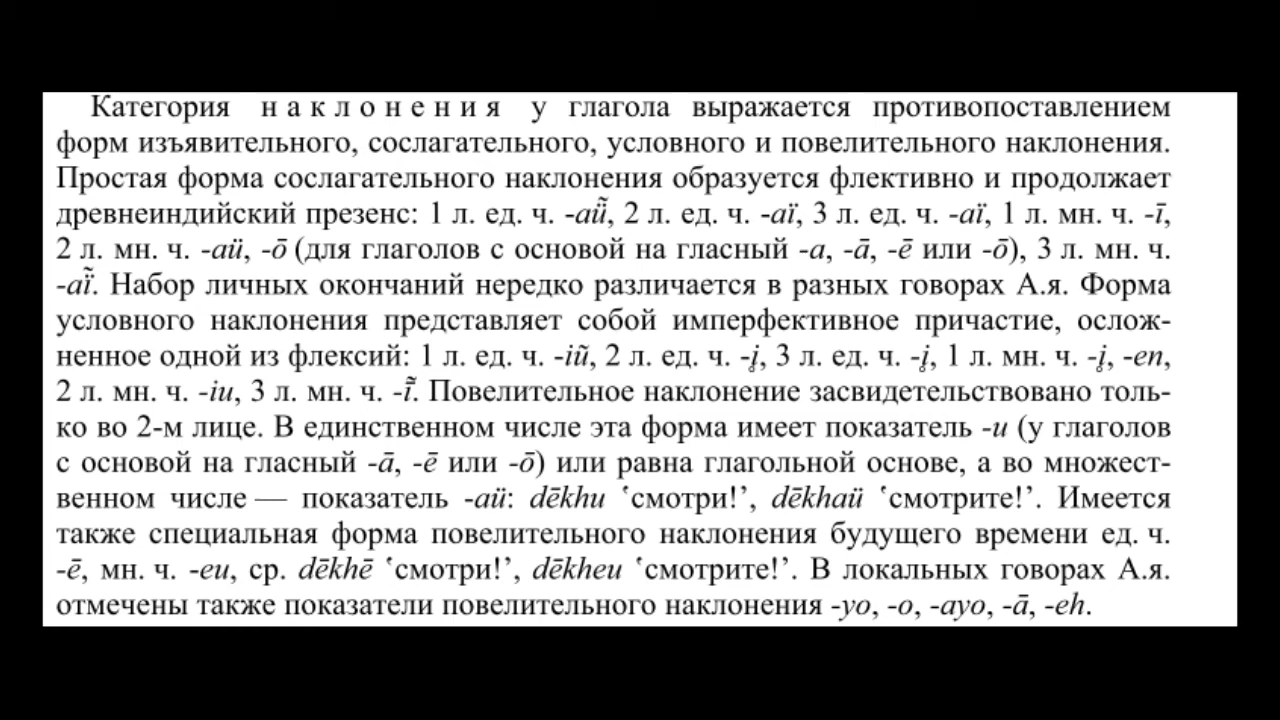 Категория н а к л о н е н и я у глагола выражается противопоставлением
форм изъявительного, сослагательного, условного и повелительного наклонения.
Простая форма сослагательного наклонения образуется флективно и продолжает
древнеиндийский презенс: 1 л. ед. ч. -aü̃, 2 л. ед. ч. -aï, 3 л. ед. ч. -aï, 1 л. мн. ч. -ī,
2 л. мн. ч. -aü, -ō (для глаголов с основой на гласный -a, -ā, -ē или -ō), 3 л. мн. ч.
-aï̃. Набор личных окончаний нередко различается в разных говорах А.я. Форма
условного наклонения представляет собой имперфективное причастие, ослож-
ненное одной из флексий: 1 л. ед. ч. -iũ, 2 л. ед. ч. -i̥, 3 л. ед. ч. -i̥, 1 л. мн. ч. -i̥, -en,
2 л. мн. ч. -iu, 3 л. мн. ч. -ī̃. Повелительное наклонение засвидетельствовано толь-
ко во 2-м лице. В единственном числе эта форма имеет показатель -u (у глаголов
с основой на гласный -ā, -ē или -ō) или равна глагольной основе, а во множест-
венном числе — показатель -aü: dēkhu ‛смотри!’, dēkhaü ‛смотрите!’. Имеется
также специальная форма повелительного наклонения будущего времени ед. ч.
-ē, мн. ч. -eu, ср. dēkhē ‛смотри!’, dēkheu ‛смотрите!’. В локальных говорах А.я.
отмечены также показатели повелительного наклонения -yo, -o, -ayo, -ā, -eh.